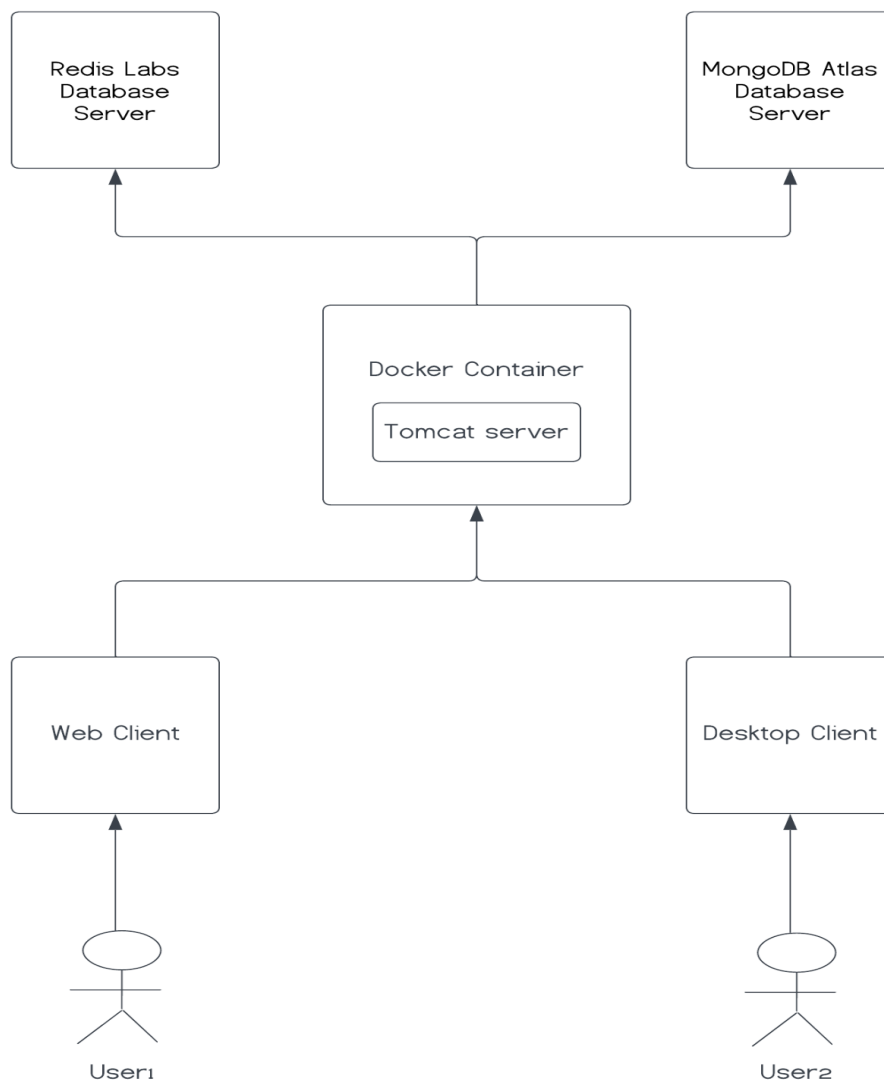 Redis Labs
Database
Server
MongoDB Atlas
Database
Server
Docker Container
Tomcat server
Web Client
Desktop Client
User1
User2